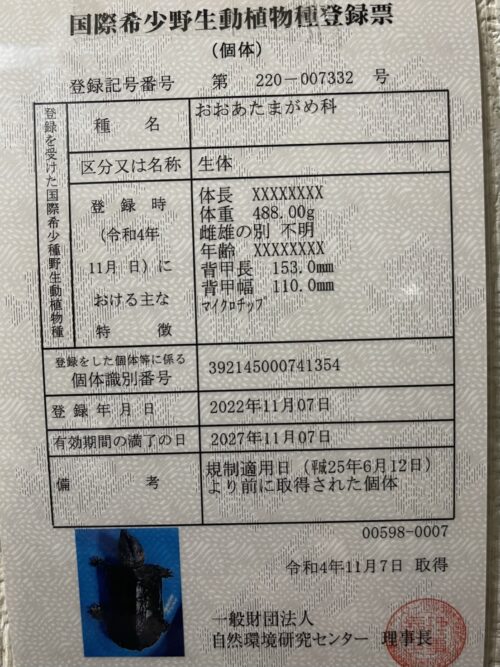 国際希少野生動植物種登録票
(個体)
登録記号番号 第 220-007332 号
登録を受けた国際希少種野生動植物種
種名 おおあたまがめ科
区分又は名称 生体
登録時
(令和4年
11月 日)に
おける主な
特徴
体長 XXXXXXXX
体重 488.00g
雌雄の別 不明
年齢 XXXXXXXX
背甲長 153.0mm
背甲幅 110.0mm
マイクロチップ
登録をした個体等に係る
個体識別番号 392145000741354
登録年月日 2022年11月07日
有効期間の満了の日 2027年11月07日
備考
規制適用日(㍻25年6月12日)
より前に取得された個体
00598-0007
令和4年11月7日 取得
一般財団法人
自然環境研究センター 理事長